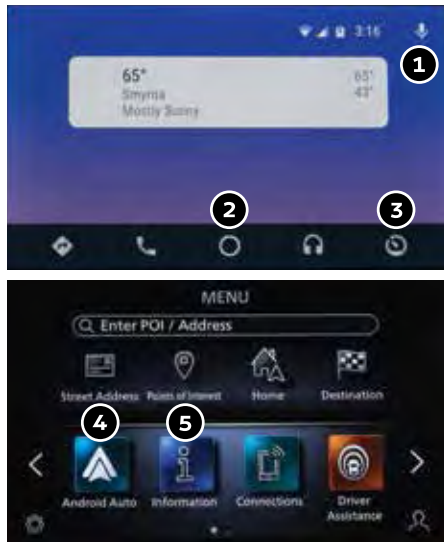 3:16
1
65°
65°
Smyrna
43°
Mostly Sunny
2
3
MENU
Enter POI / Address
Street Address Points of Interest Home Destination
4
5
Android Auto Information Connections Driver Assistance